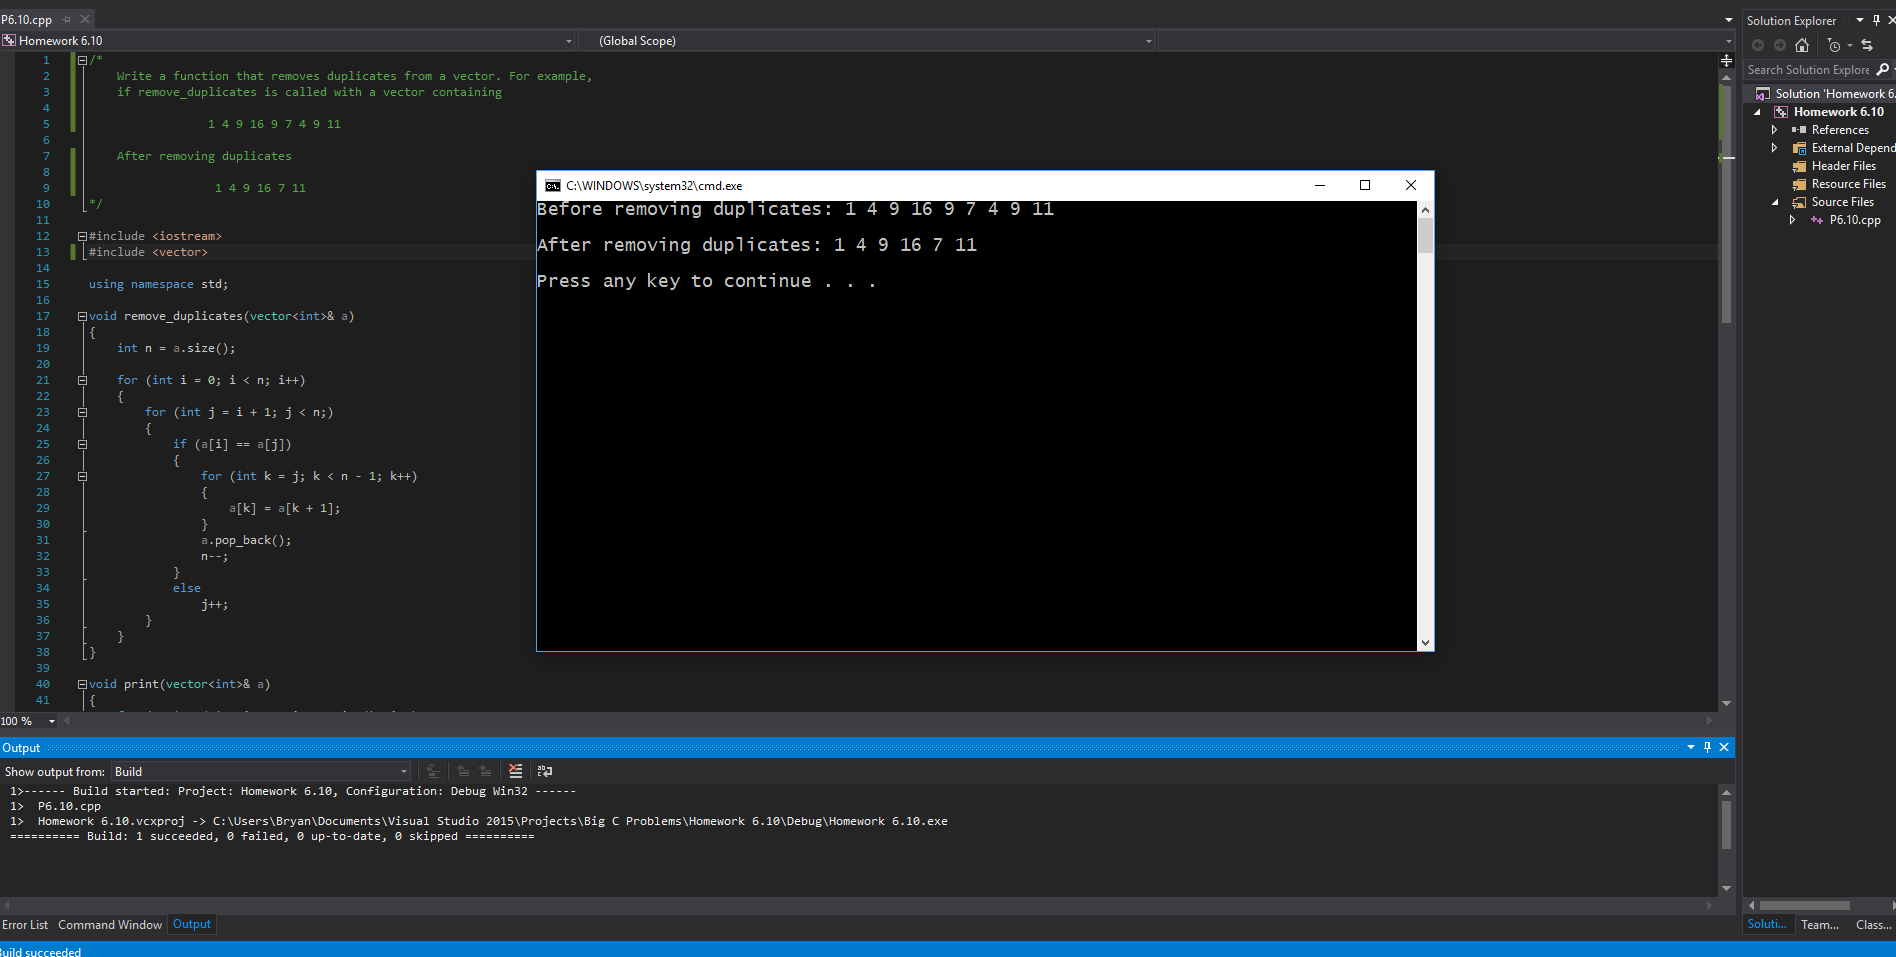 P6.10.cpp
Homework 6.10
(Global Scope)
1 /*
2 Write a function that removes duplicates from a vector. For example,
3 if remove_duplicates is called with a vector containing
4
5 1 4 9 16 9 7 4 9 11
6
7 After removing duplicates
8
9 1 4 9 16 7 11
10 */
11
12 #include <iostream>
13 #include <vector>
14
15 using namespace std;
16
17 void remove_duplicates(vector<int>& a)
18 {
19 int n = a.size();
20
21 for (int i = 0; i < n; i++)
22 {
23 for (int j = i + 1; j < n;)
24 {
25 if (a[i] == a[j])
26 {
27 for (int k = j; k < n - 1; k++)
28 {
29 a[k] = a[k + 1];
30 }
31 a.pop_back();
32 n--;
33 }
34 else
35 j++;
36 }
37 }
38 }
39
40 void print(vector<int>& a)
41 {
100 %
C:\WINDOWS\system32\cmd.exe
Before removing duplicates: 1 4 9 16 9 7 4 9 11
After removing duplicates: 1 4 9 16 7 11
Press any key to continue . . .
Output
Show output from: Build
1>------ Build started: Project: Homework 6.10, Configuration: Debug Win32 ------
1> P6.10.cpp
1> Homework 6.10.vcxproj -> C:\Users\Bryan\Documents\Visual Studio 2015\Projects\Big C Problems\Homework 6.10\Debug\Homework 6.10.exe
========== Build: 1 succeeded, 0 failed, 0 up-to-date, 0 skipped ==========
Error List Command Window Output
Build succeeded
Solution Explorer
Search Solution Explore
Solution 'Homework 6.
Homework 6.10
References
External Depend
Header Files
Resource Files
Source Files
P6.10.cpp
Soluti... Team... Class...